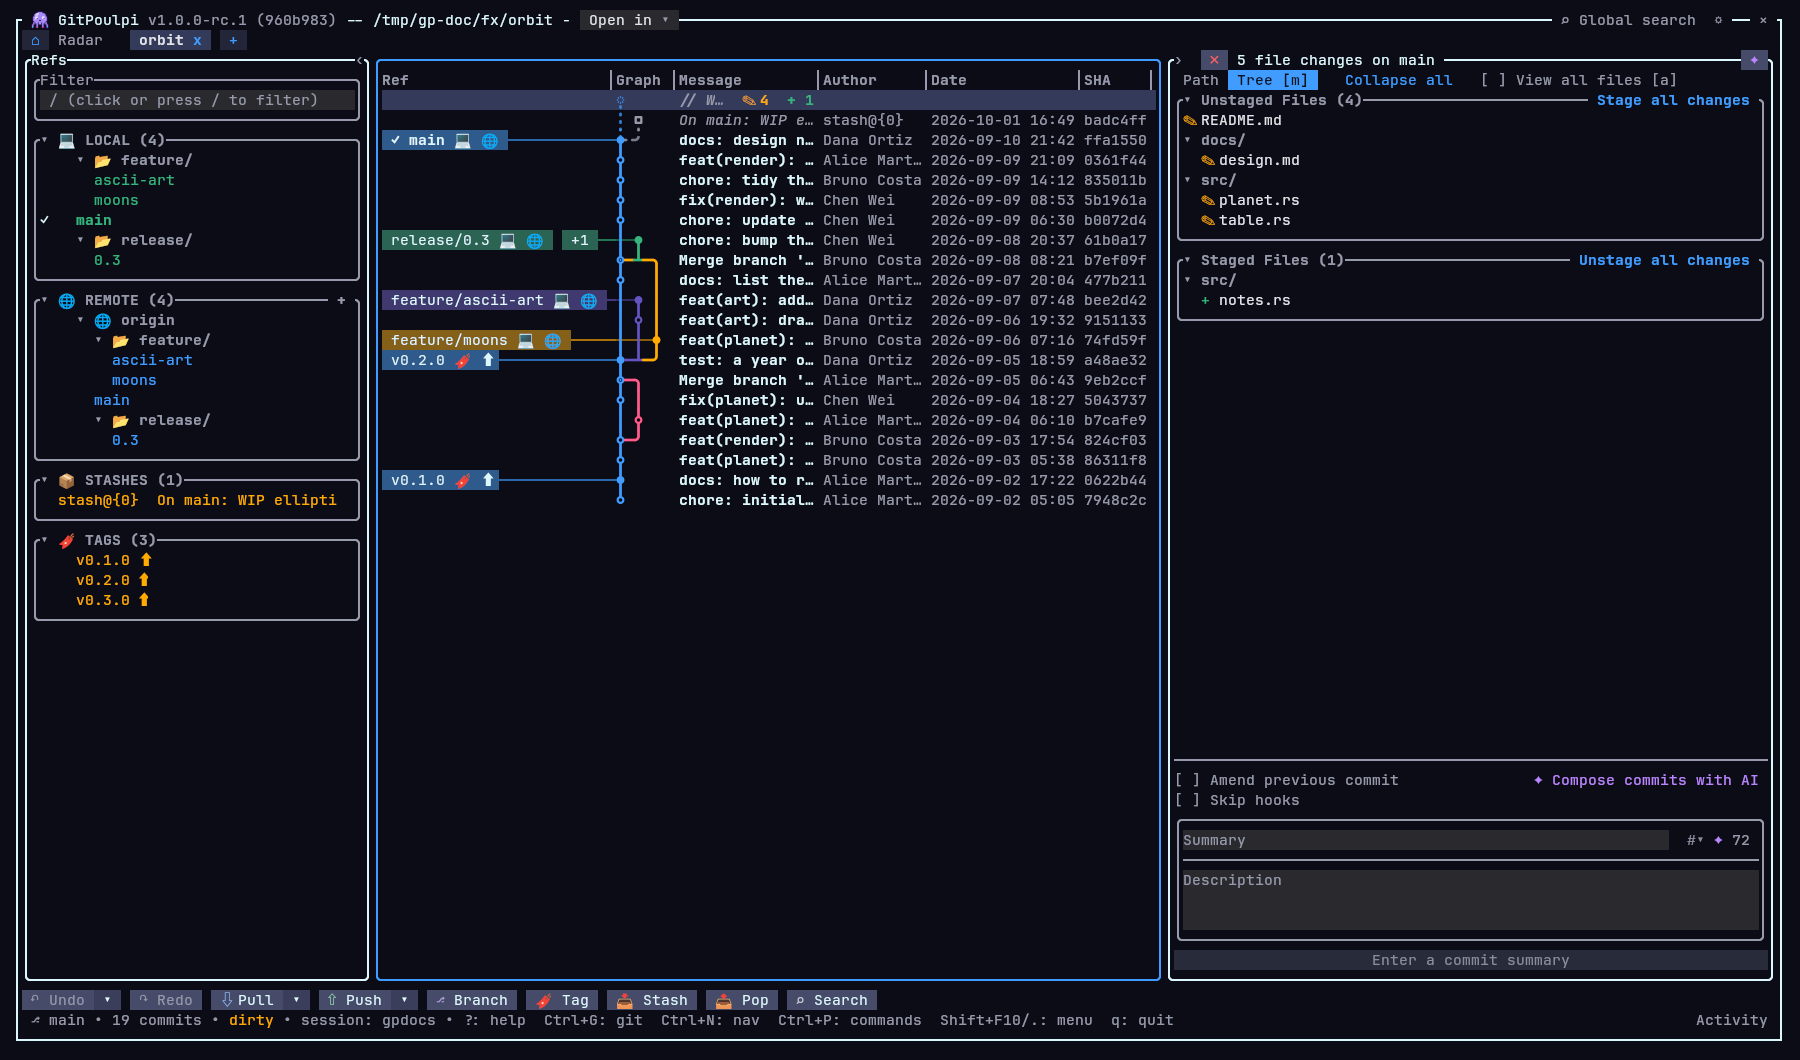 GitPoulpi v1.0.0-rc.1 (960b983) —— /tmp/gp-doc/fx/orbit - Open in ▾ ⌕ Global search ⚙ ✕
⌂ Radar orbit x +
Refs ‹
Filter
/ (click or press / to filter)
▾ 💻 LOCAL (4)
▾ 📂 feature/
ascii-art
moons
✓ main
▾ 📂 release/
0.3
▾ 🌐 REMOTE (4) +
▾ 🌐 origin
▾ 📂 feature/
ascii-art
moons
main
▾ 📂 release/
0.3
▾ 📦 STASHES (1)
stash@{0} On main: WIP ellipti
▾ 🔖 TAGS (3)
v0.1.0 ⬆
v0.2.0 ⬆
v0.3.0 ⬆
Ref Graph Message Author Date SHA
// W… ✎ 4 + 1
On main: WIP e… stash@{0} 2026-10-01 16:49 badc4ff
✓ main 💻 🌐 docs: design n… Dana Ortiz 2026-09-10 21:42 ffa1550
feat(render): … Alice Mart… 2026-09-09 21:09 0361f44
chore: tidy th… Bruno Costa 2026-09-09 14:12 835011b
fix(render): w… Chen Wei 2026-09-09 08:53 5b1961a
chore: update … Chen Wei 2026-09-09 06:30 b0072d4
release/0.3 💻 🌐 +1 chore: bump th… Chen Wei 2026-09-08 20:37 61b0a17
Merge branch '… Bruno Costa 2026-09-08 08:21 b7ef09f
docs: list the… Alice Mart… 2026-09-07 20:04 477b211
feature/ascii-art 💻 🌐 feat(art): add… Dana Ortiz 2026-09-07 07:48 bee2d42
feat(art): dra… Dana Ortiz 2026-09-06 19:32 9151133
feature/moons 💻 🌐 feat(planet): … Bruno Costa 2026-09-06 07:16 74fd59f
v0.2.0 🔖 ⬆ test: a year o… Dana Ortiz 2026-09-05 18:59 a48ae32
Merge branch '… Alice Mart… 2026-09-05 06:43 9eb2ccf
fix(planet): u… Chen Wei 2026-09-04 18:27 5043737
feat(planet): … Alice Mart… 2026-09-04 06:10 b7cafe9
feat(render): … Bruno Costa 2026-09-03 17:54 824cf03
feat(planet): … Bruno Costa 2026-09-03 05:38 86311f8
v0.1.0 🔖 ⬆ docs: how to r… Alice Mart… 2026-09-02 17:22 0622b44
chore: initial… Alice Mart… 2026-09-02 05:05 7948c2c
› ✕ 5 file changes on main ✦
Path Tree [m] Collapse all [ ] View all files [a]
▾ Unstaged Files (4) Stage all changes
✎ README.md
▾ docs/
✎ design.md
▾ src/
✎ planet.rs
✎ table.rs
▾ Staged Files (1) Unstage all changes
▾ src/
+ notes.rs
[ ] Amend previous commit ✦ Compose commits with AI
[ ] Skip hooks
Summary #▾ ✦ 72
Description
Enter a commit summary
↶ Undo ▾ ↷ Redo ⇩ Pull ▾ ⇧ Push ▾ ⎇ Branch 🔖 Tag 📥 Stash 📤 Pop ⌕ Search
⎇ main • 19 commits • dirty • session: gpdocs • ?: help Ctrl+G: git Ctrl+N: nav Ctrl+P: commands Shift+F10/.: menu q: quit Activity